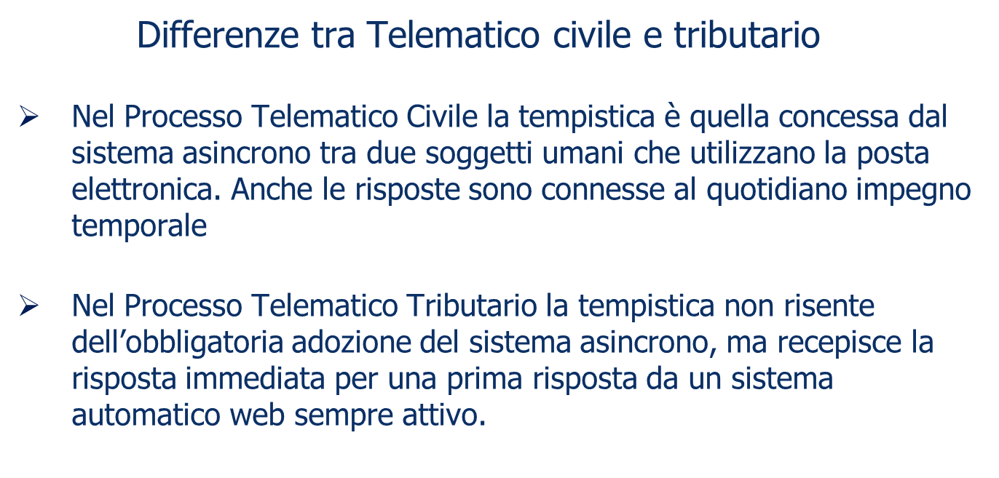 Differenze tra Telematico civile e tributario
Nel Processo Telematico Civile la tempistica è quella concessa dal
sistema asincrono tra due soggetti umani che utilizzano la posta
elettronica. Anche le risposte sono connesse al quotidiano impegno
temporale
Nel Processo Telematico Tributario la tempistica non risente
dell’obbligatoria adozione del sistema asincrono, ma recepisce la
risposta immediata per una prima risposta da un sistema
automatico web sempre attivo.